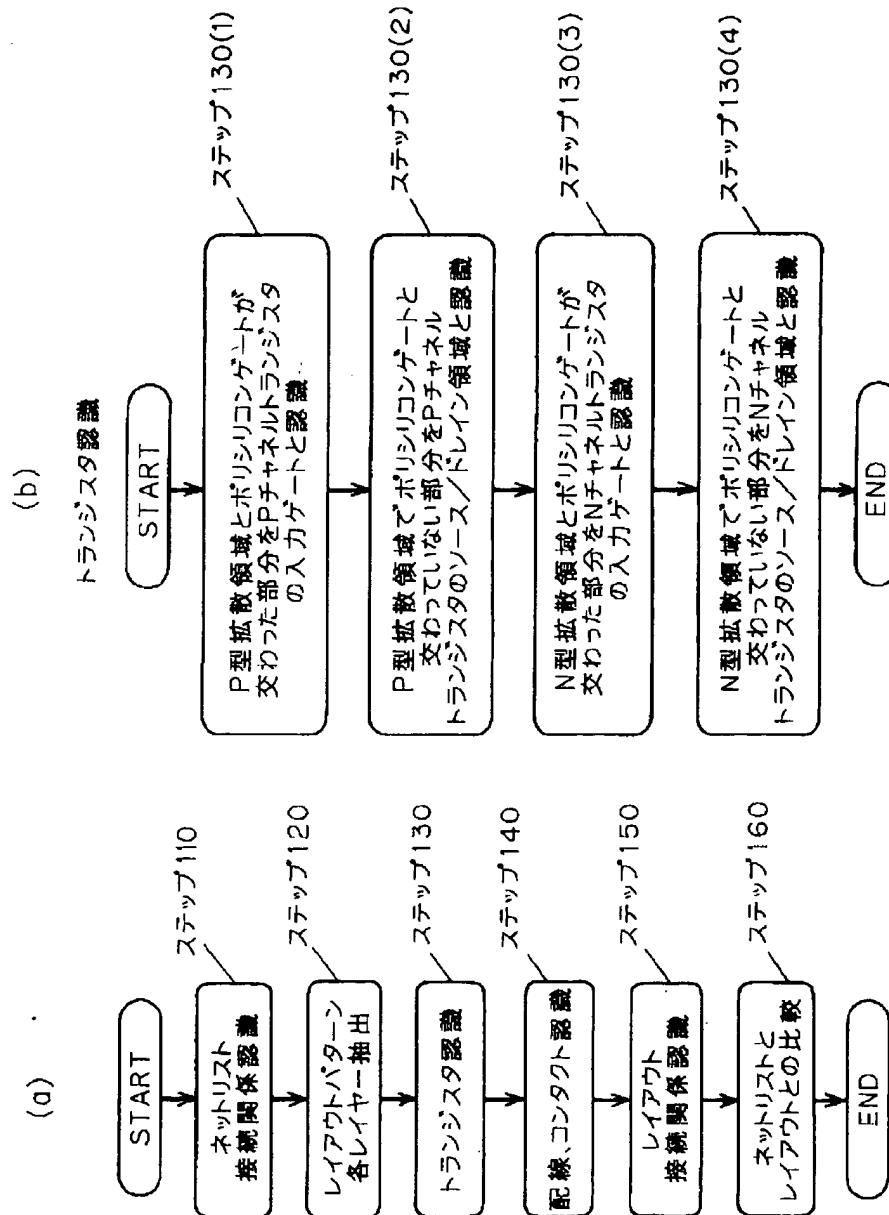 (a)
START
ネットリスト
接続関係認識
ステップ110
レイアウトパターン
各レイヤー抽出
ステップ120
トランジスタ認識
ステップ130
配線、コンタクト認識
ステップ140
レイアウト
接続関係認識
ステップ150
ネットリストと
レイアウトとの比較
ステップ160
END
(b)
トランジスタ認識
START
P型拡散領域とポリシリコンゲートが
交わった部分をPチャネルトランジスタ
の入力ゲートと認識
ステップ130(1)
P型拡散領域でポリシリコンゲートと
交わっていない部分をPチャネル
トランジスタのソース/ドレイン領域と認識
ステップ130(2)
N型拡散領域とポリシリコンゲートが
交わった部分をNチャネルトランジスタ
の入力ゲートと認識
ステップ130(3)
N型拡散領域でポリシリコンゲートと
交わっていない部分をNチャネル
トランジスタのソース/ドレイン領域と認識
ステップ130(4)
END